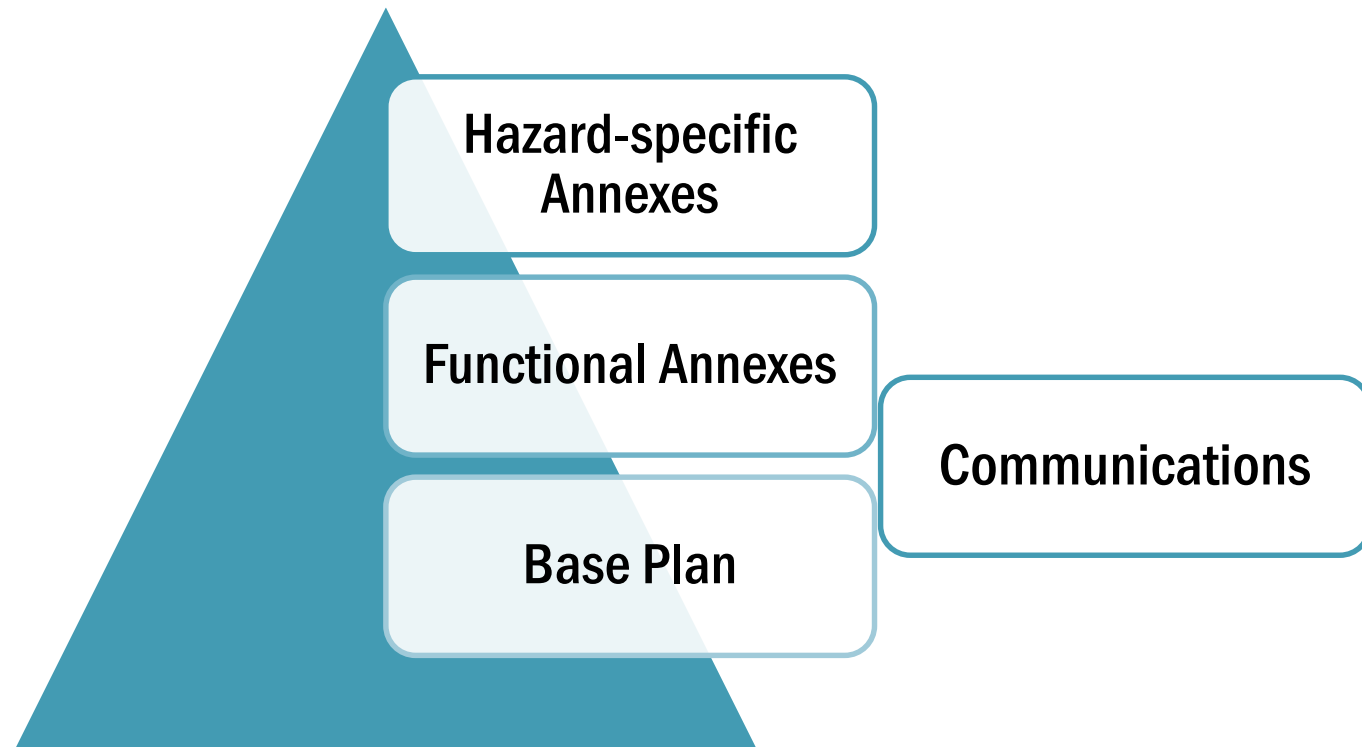 Hazard-specific
Annexes
Functional Annexes
Communications
Base Plan